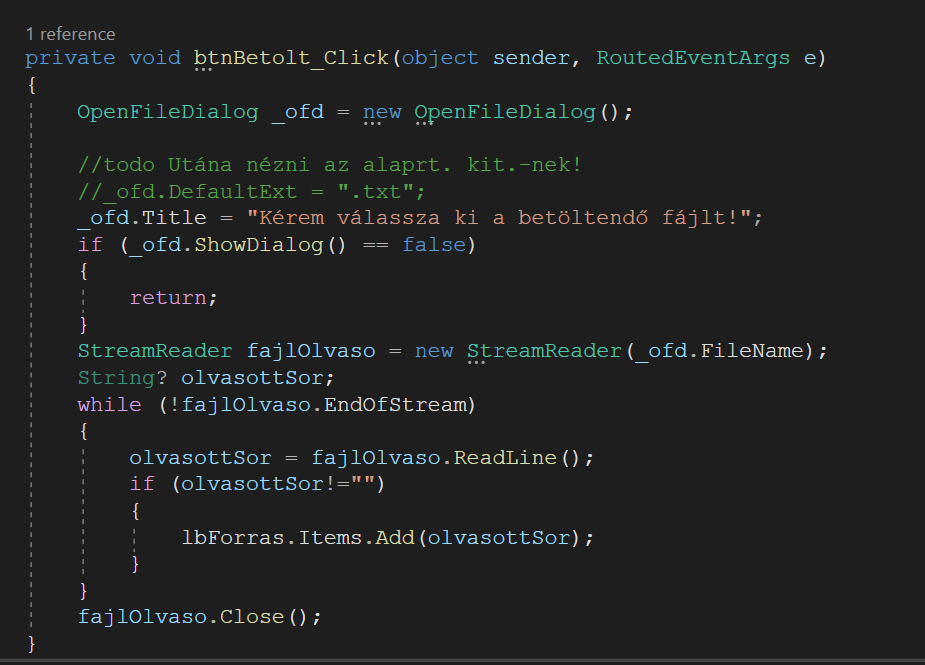 1 reference
private void btnBetolt_Click(object sender, RoutedEventArgs e)
{
OpenFileDialog _ofd = new OpenFileDialog();
//todo Utána nézni az alaprt. kit.-nek!
//_ofd.DefaultExt = ".txt";
_ofd.Title = "Kérem válassza ki a betöltendő fájlt!";
if (_ofd.ShowDialog() == false)
{
return;
}
StreamReader fajlOlvaso = new StreamReader(_ofd.FileName);
String? olvasottSor;
while (!fajlOlvaso.EndOfStream)
{
olvasottSor = fajlOlvaso.ReadLine();
if (olvasottSor!="")
{
lbForras.Items.Add(olvasottSor);
}
}
fajlOlvaso.Close();
}